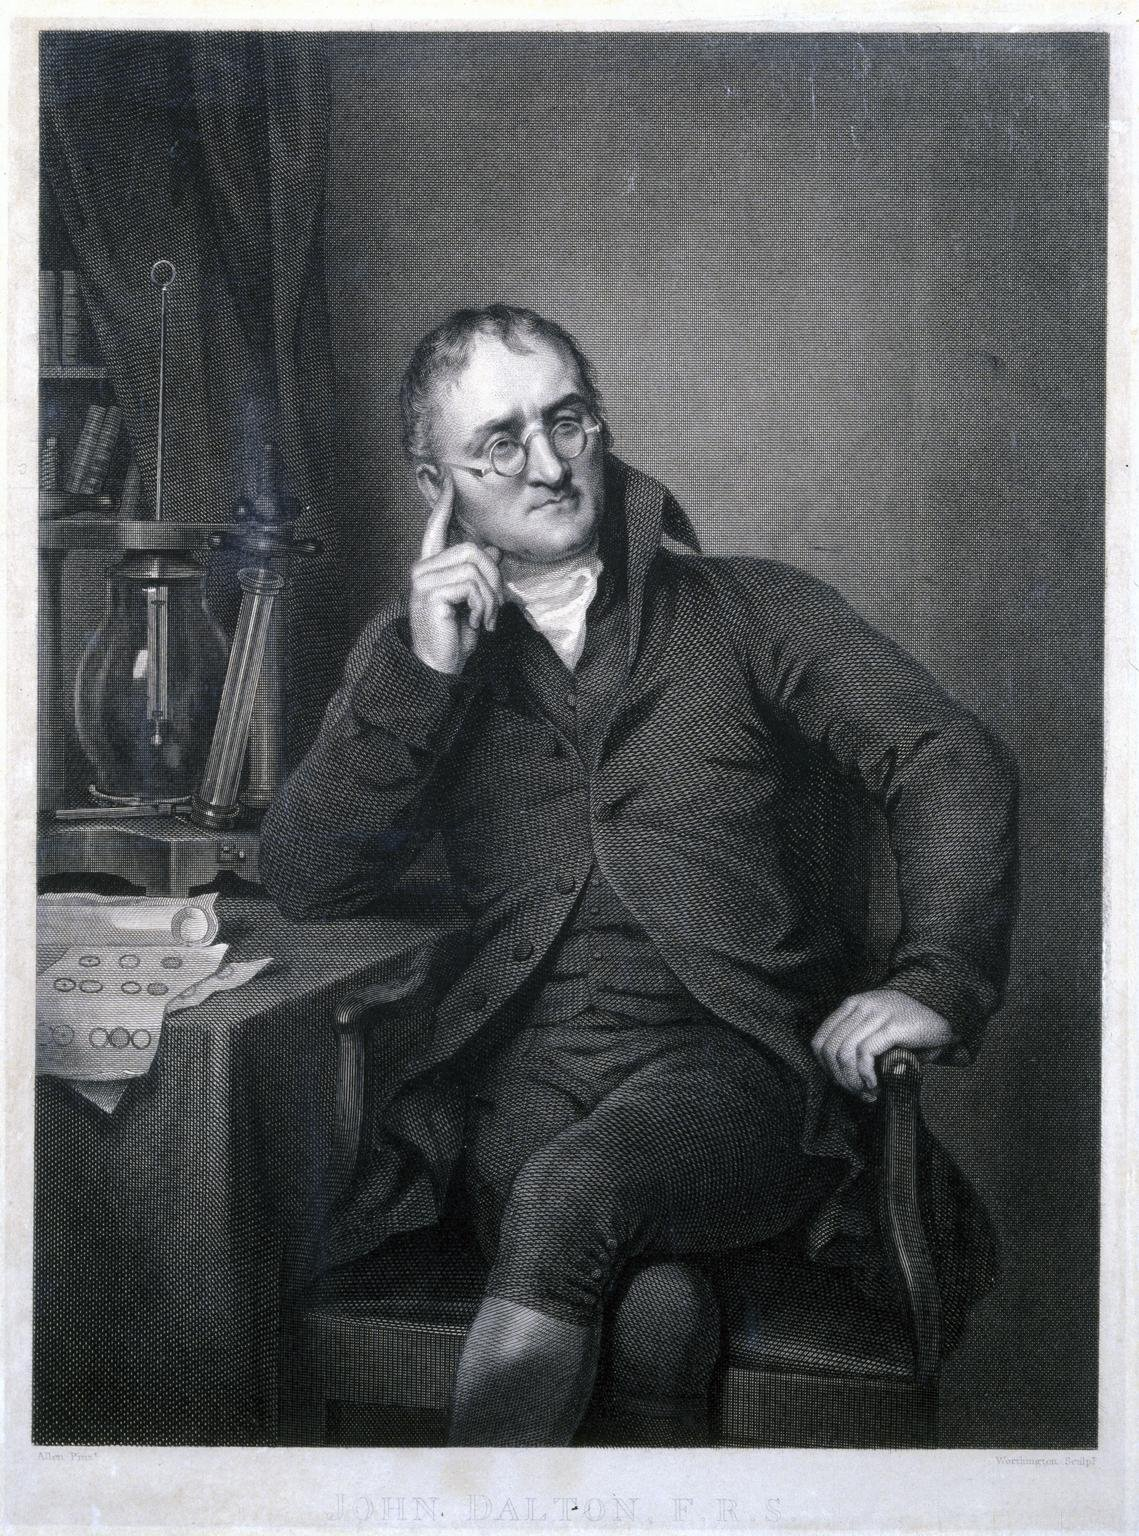 Allen Pinxt
Worthington Sculpt
JOHN DALTON, F.R.S.